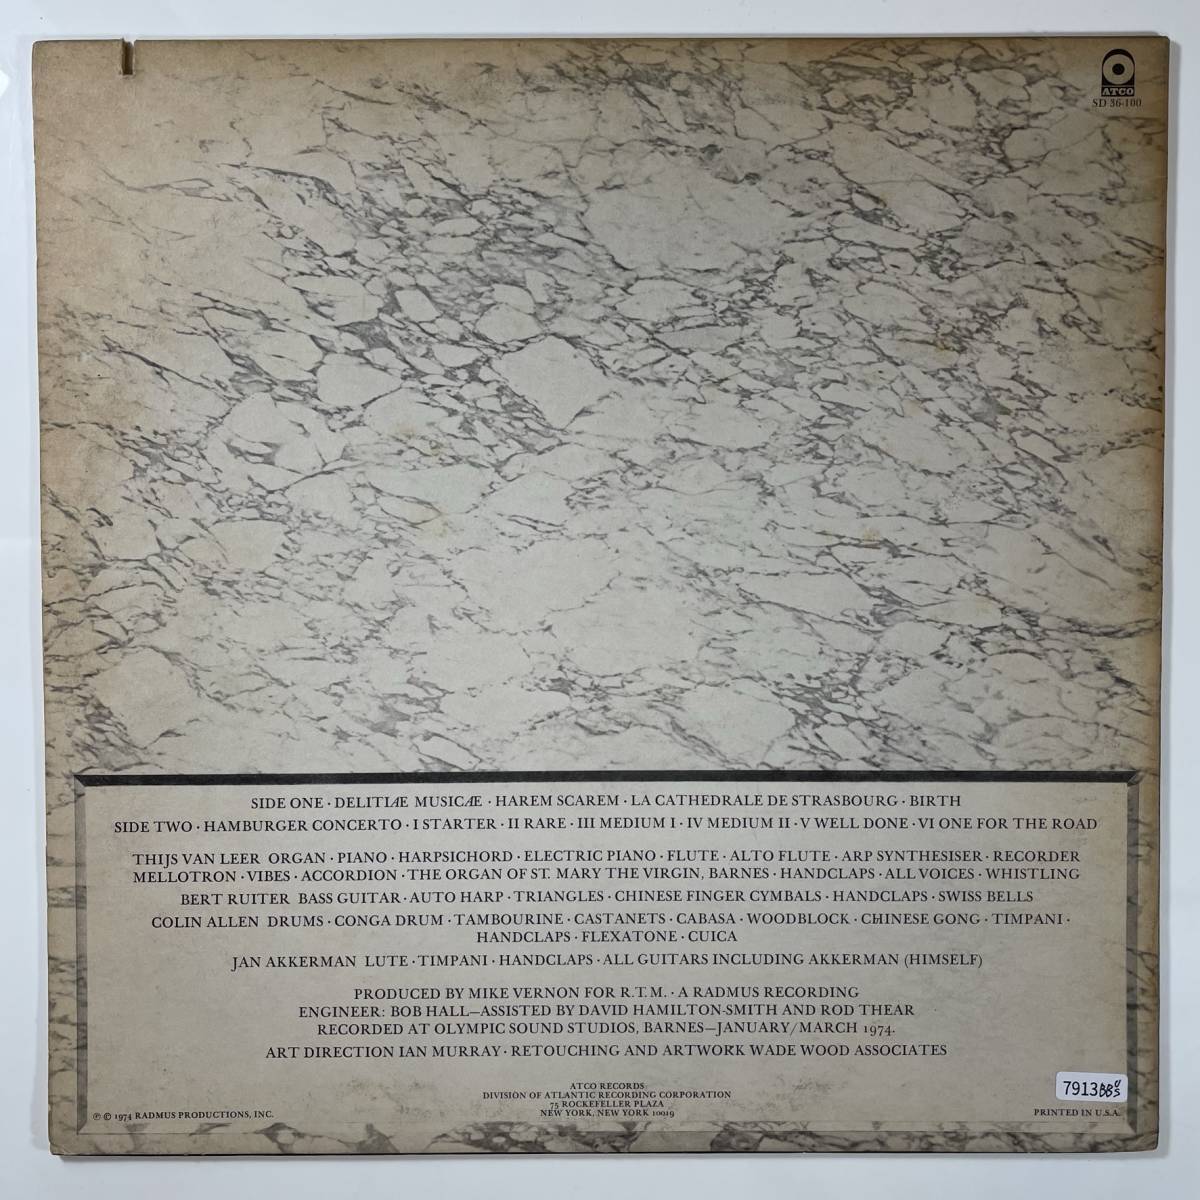 ATCO
SD 36-100
SIDE ONE · DELITIÆ MUSICÆ · HAREM SCAREM · LA CATHEDRALE DE STRASBOURG · BIRTH
SIDE TWO · HAMBURGER CONCERTO · I STARTER · II RARE · III MEDIUM I · IV MEDIUM II · V WELL DONE · VI ONE FOR THE ROAD
THIJS VAN LEER ORGAN · PIANO · HARPSICHORD · ELECTRIC PIANO · FLUTE · ALTO FLUTE · ARP SYNTHESISER · RECORDER
MELLOTRON · VIBES · ACCORDION · THE ORGAN OF ST. MARY THE VIRGIN, BARNES · HANDCLAPS · ALL VOICES · WHISTLING
BERT RUITER BASS GUITAR · AUTO HARP · TRIANGLES · CHINESE FINGER CYMBALS · HANDCLAPS · SWISS BELLS
COLIN ALLEN DRUMS · CONGA DRUM · TAMBOURINE · CASTANETS · CABASA · WOODBLOCK · CHINESE GONG · TIMPANI ·
HANDCLAPS · FLEXATONE · CUICA
JAN AKKERMAN LUTE · TIMPANI · HANDCLAPS · ALL GUITARS INCLUDING AKKERMAN (HIMSELF)
PRODUCED BY MIKE VERNON FOR R.T.M. · A RADMUS RECORDING
ENGINEER: BOB HALL—ASSISTED BY DAVID HAMILTON-SMITH AND ROD THEAR
RECORDED AT OLYMPIC SOUND STUDIOS, BARNES—JANUARY/MARCH 1974.
ART DIRECTION IAN MURRAY · RETOUCHING AND ARTWORK WADE WOOD ASSOCIATES
ATCO RECORDS
DIVISION OF ATLANTIC RECORDING CORPORATION
75 ROCKEFELLER PLAZA
NEW YORK, NEW YORK 10019
℗ © 1974 RADMUS PRODUCTIONS, INC.
7913BB US
PRINTED IN U.S.A.